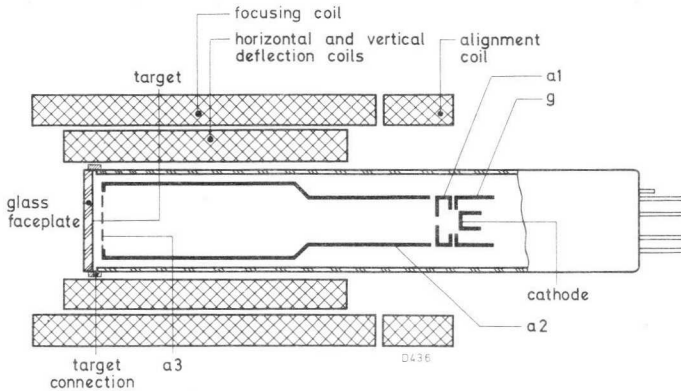 focusing coil
horizontal and vertical
deflection coils
alignment
coil
target
a1
g
glass
faceplate
cathode
a2
D436
target
connection
a3